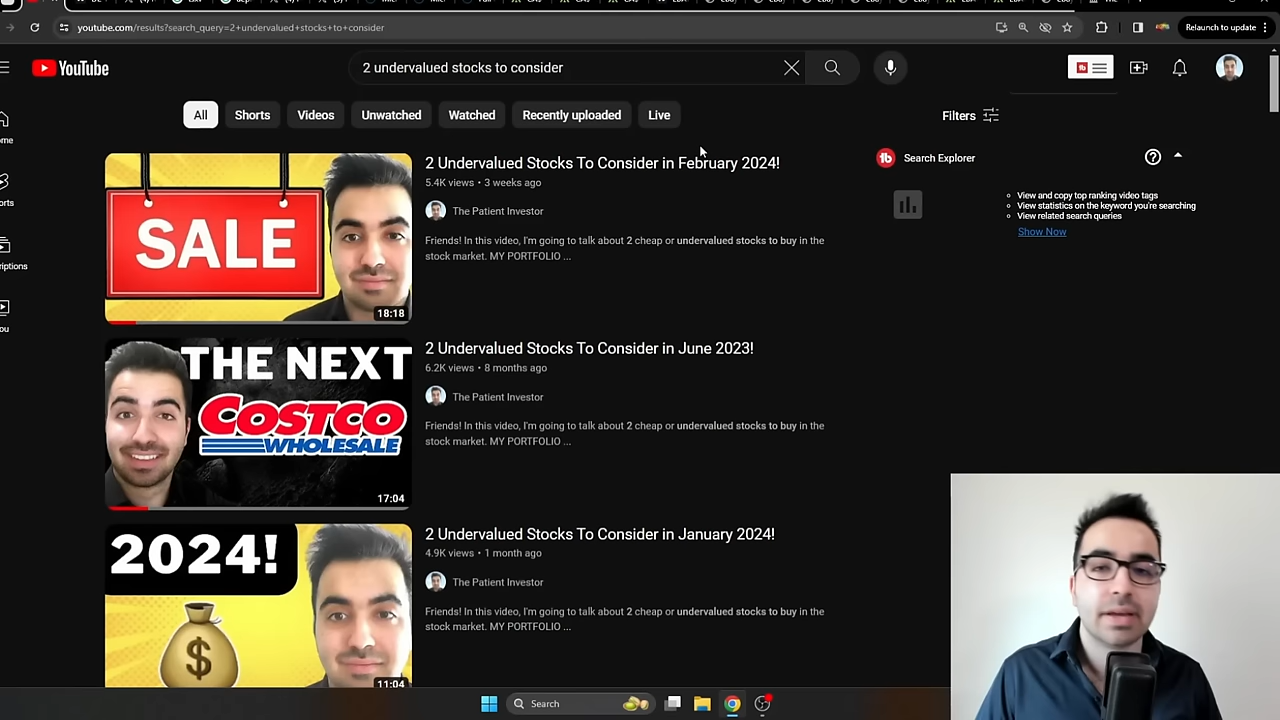 youtube.com/results?search_query=2+undervalued+stocks+to+consider
Relaunch to update
YouTube
2 undervalued stocks to consider
All
Shorts
Videos
Unwatched
Watched
Recently uploaded
Live
Filters
2 Undervalued Stocks To Consider in February 2024!
5.4K views • 3 weeks ago
The Patient Investor
Friends! In this video, I'm going to talk about 2 cheap or undervalued stocks to buy in the
stock market. MY PORTFOLIO ...
SALE
18:18
Search Explorer
View and copy top ranking video tags
View statistics on the keyword you're searching
View related search queries
Show Now
THE NEXT
COSTCO
WHOLESALE
17:04
2 Undervalued Stocks To Consider in June 2023!
6.2K views • 8 months ago
The Patient Investor
Friends! In this video, I'm going to talk about 2 cheap or undervalued stocks to buy in the
stock market. MY PORTFOLIO ...
2024!
$
11:04
2 Undervalued Stocks To Consider in January 2024!
4.9K views • 1 month ago
The Patient Investor
Friends! In this video, I'm going to talk about 2 cheap or undervalued stocks to buy in the
stock market. MY PORTFOLIO ...
Search